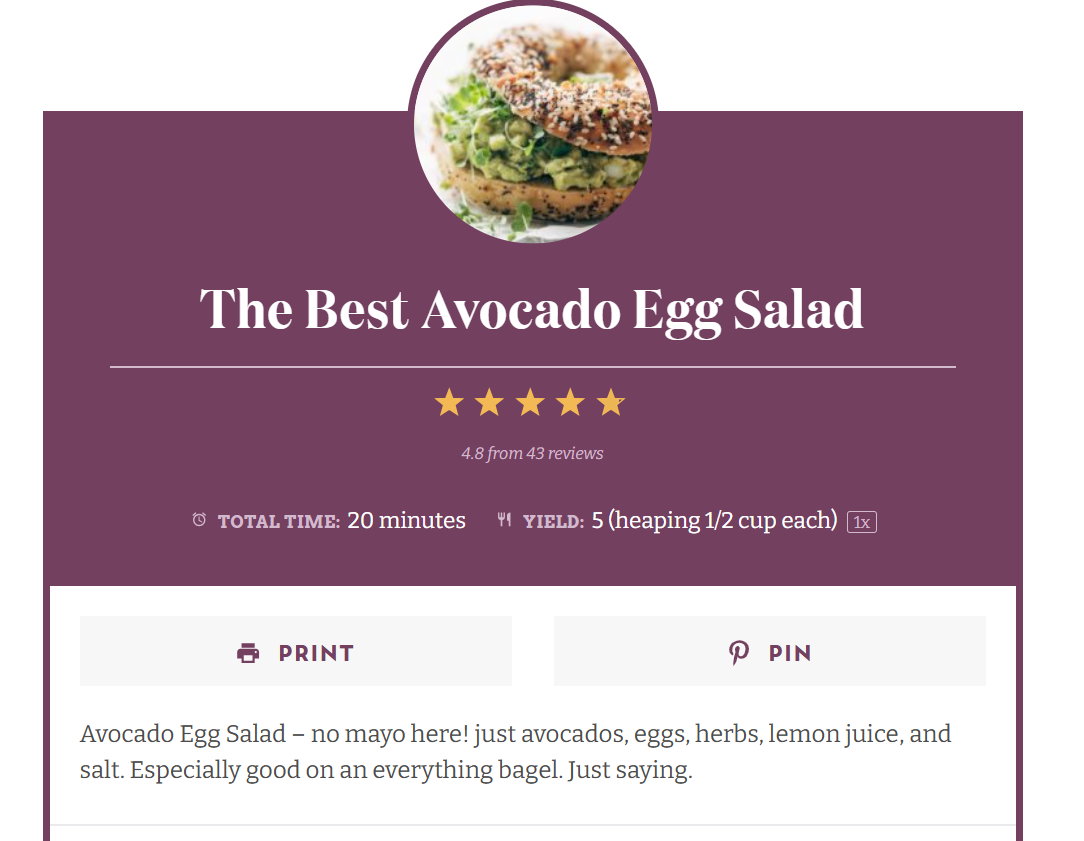 The Best Avocado Egg Salad
4.8 from 43 reviews
TOTAL TIME: 20 minutes YIELD: 5 (heaping 1/2 cup each) 1x
PRINT PIN
Avocado Egg Salad – no mayo here! just avocados, eggs, herbs, lemon juice, and
salt. Especially good on an everything bagel. Just saying.